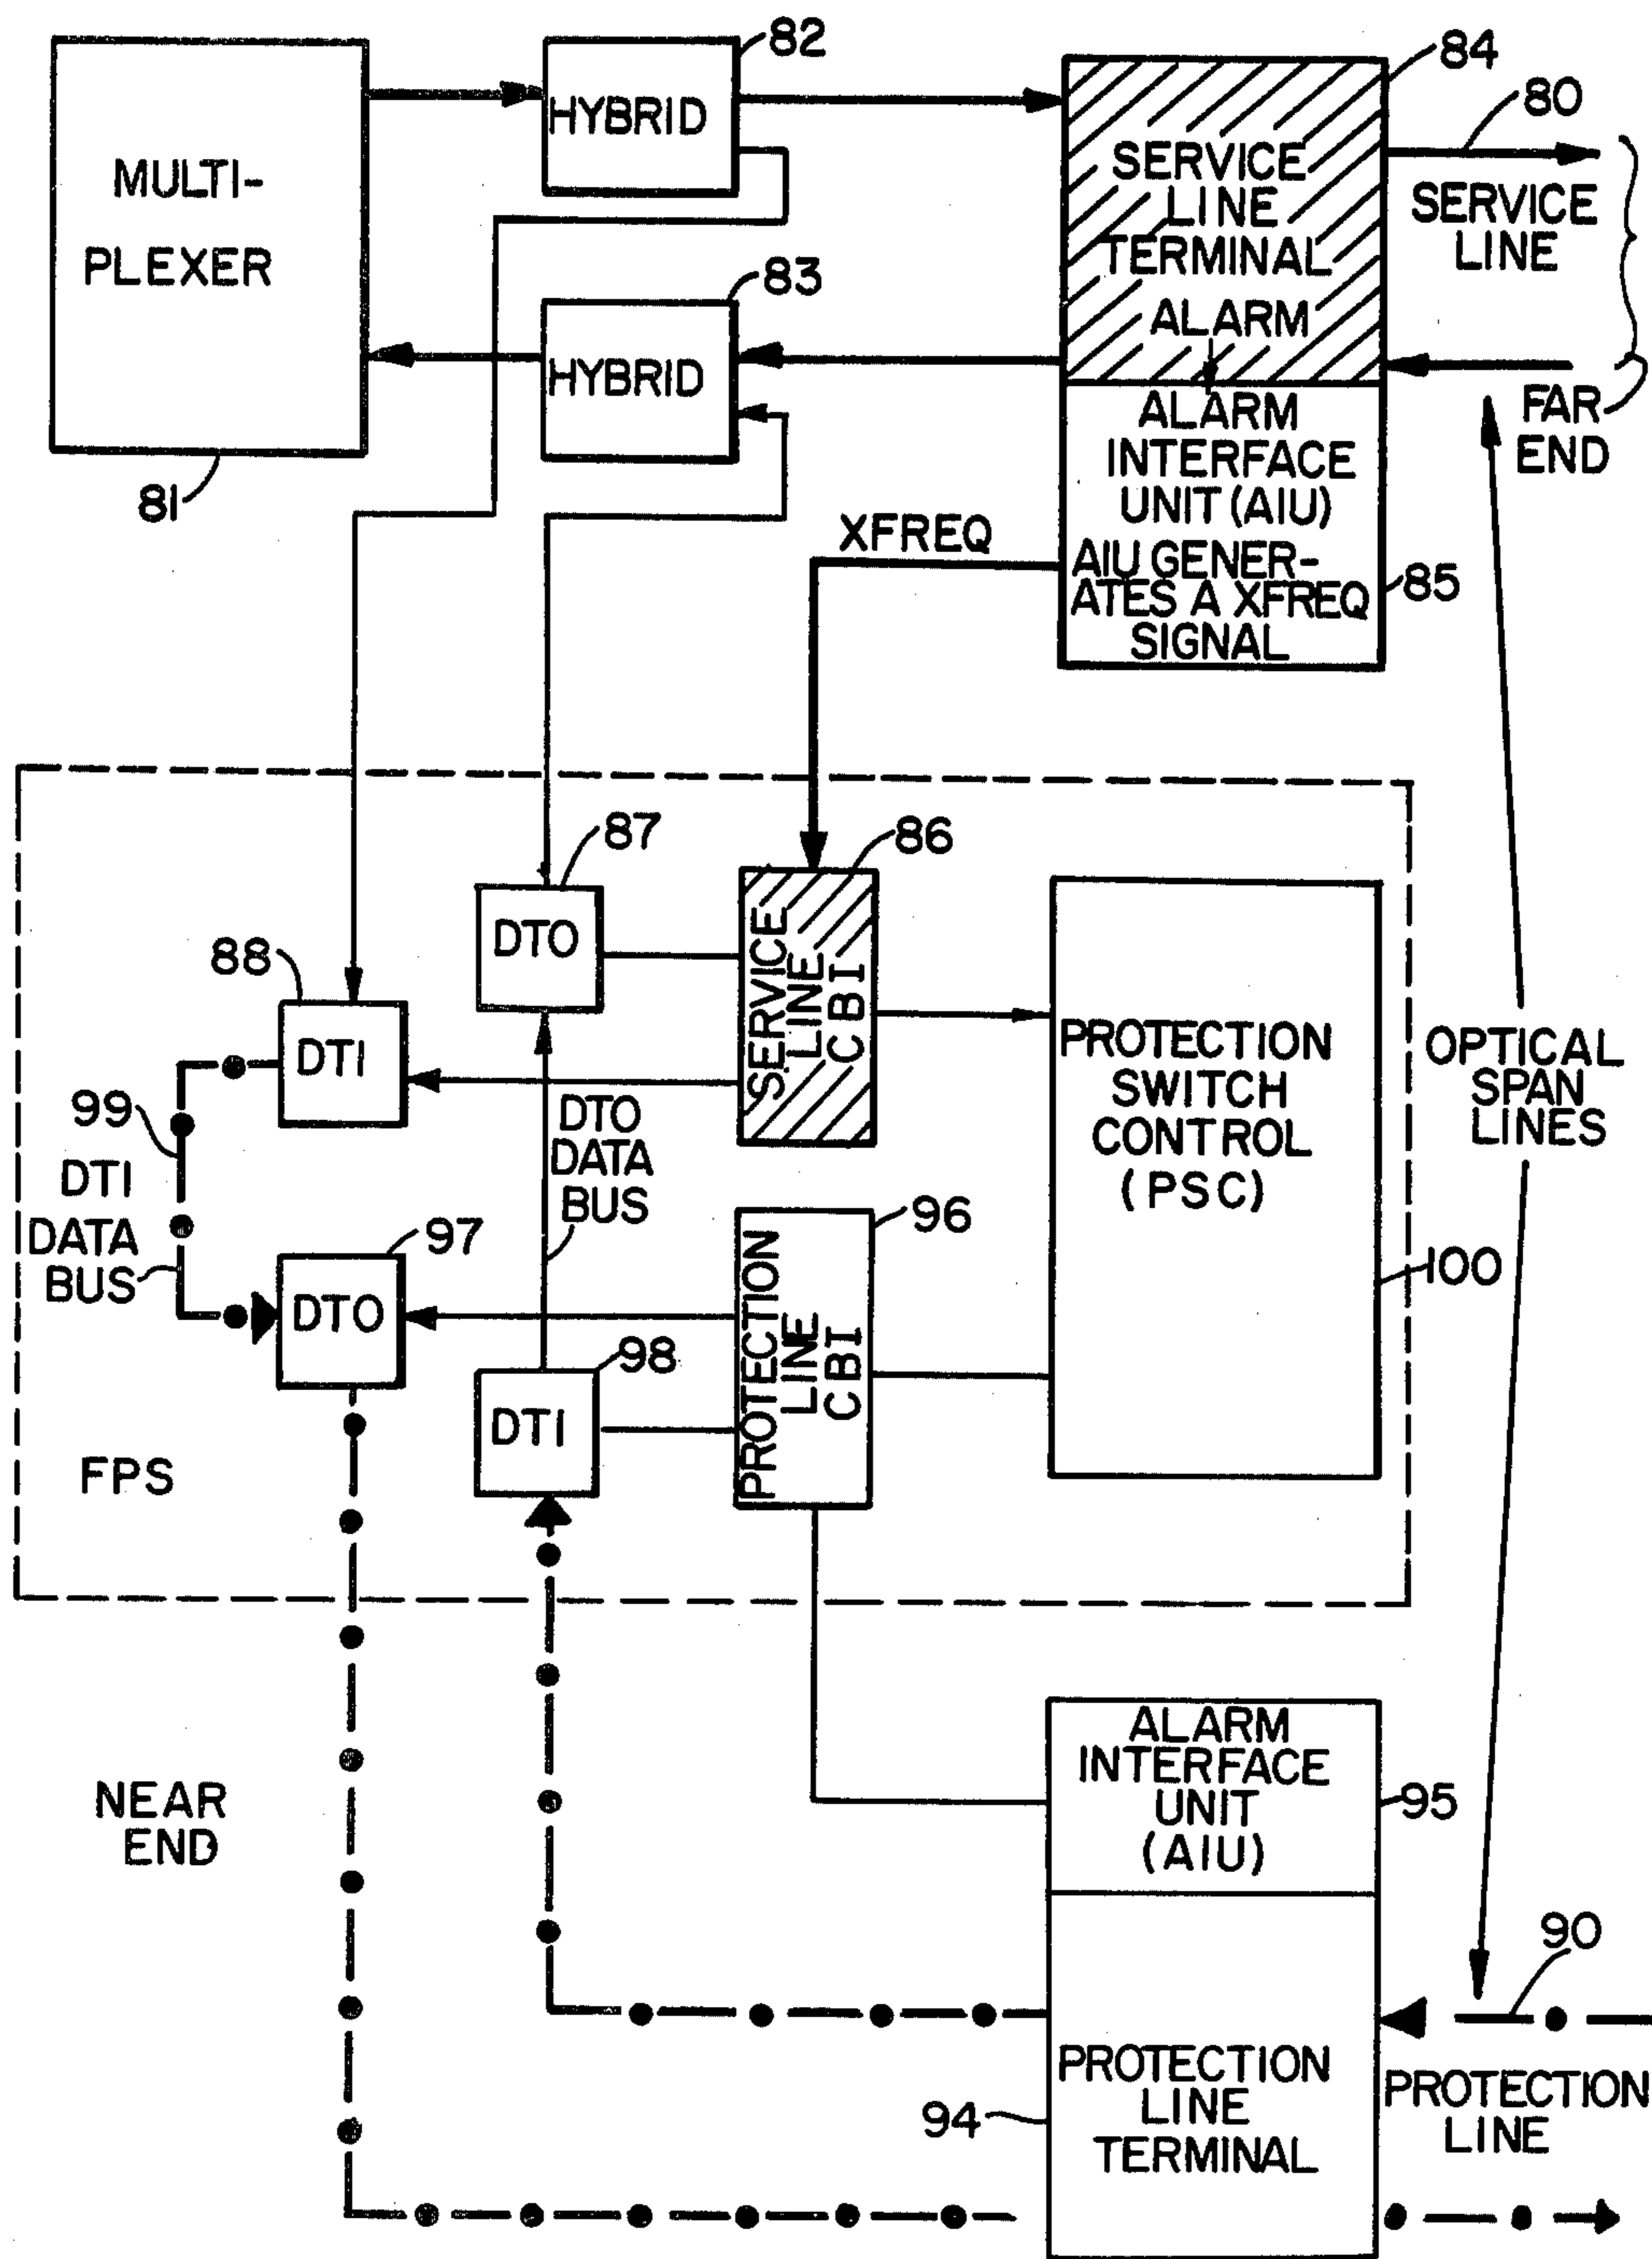 82
HYBRID
MULTI-
PLEXER
81
83
HYBRID
84
SERVICE
LINE
TERMINAL
ALARM
80
SERVICE
LINE
FAR
END
ALARM
INTERFACE
UNIT (AIU)
AIU GENER-
ATES A XFREQ
SIGNAL
85
XFREQ
87
DTO
86
SERVICE
LINE
CBI
88
DTI
99
DTI
DATA
BUS
DTO
DATA
BUS
PROTECTION
SWITCH
CONTROL
(PSC)
100
OPTICAL
SPAN
LINES
97
DTO
96
PROTECTION
LINE
CBI
98
DTI
FPS
NEAR
END
ALARM
INTERFACE
UNIT
(AIU)
95
90
PROTECTION
LINE
TERMINAL
94
PROTECTION
LINE